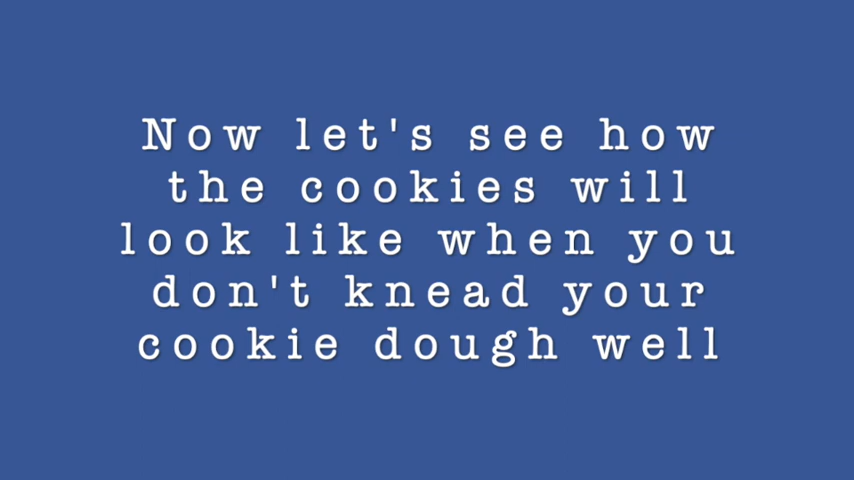 Now let's see how
the cookies will
look like when you
don't knead your
cookie dough well